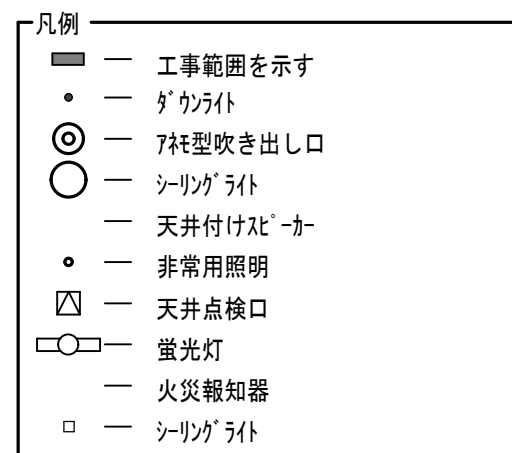 凡例
工事範囲を示す
ﾀﾞｳﾝﾗｲﾄ
ｱﾈﾓ型吹き出し口
ｼｰﾘﾝｸﾞﾗｲﾄ
天井付けｽﾋﾟｰｶｰ
非常用照明
天井点検口
蛍光灯
火災報知器
ｼｰﾘﾝｸﾞﾗｲﾄ